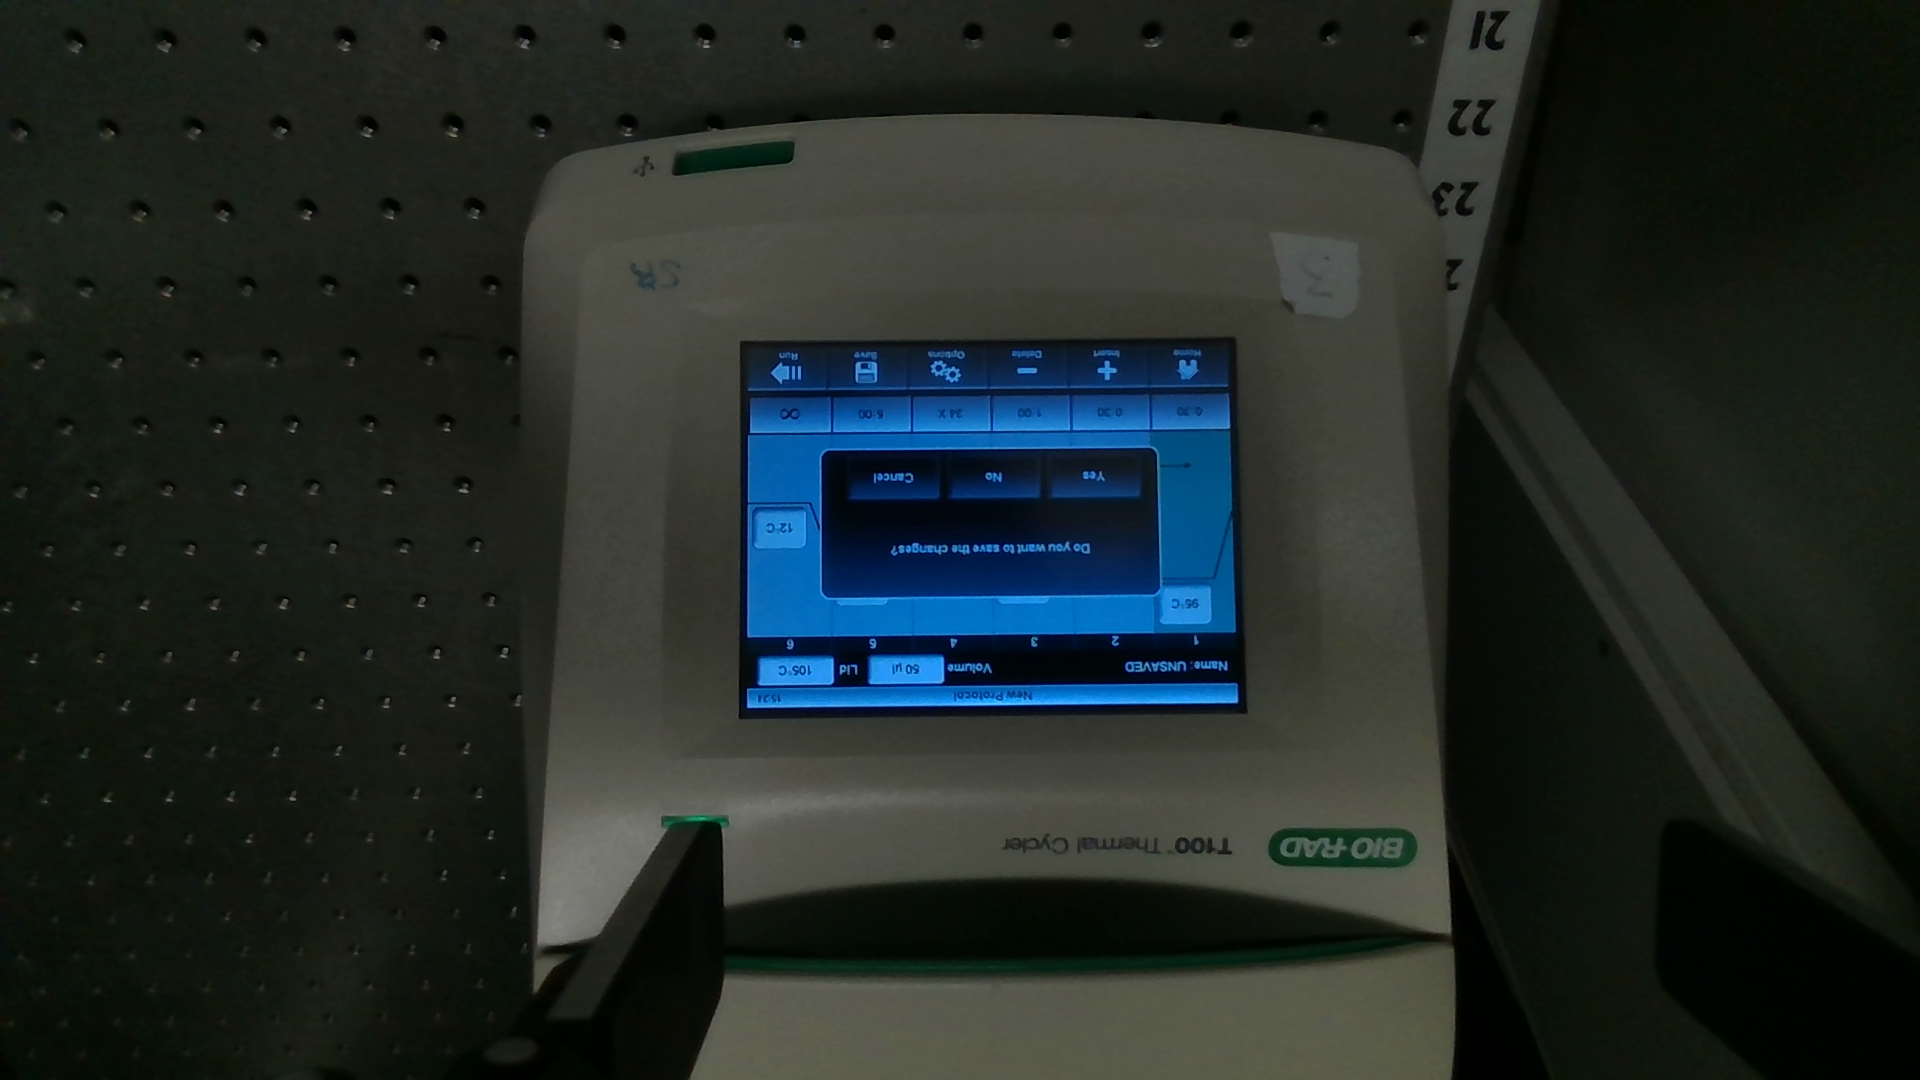 BIO-RAD T100™ Thermal Cycler
New Protocol 15:21
Name: UNSAVED Volume 50 µl Lid 105°C
1 2 3 4 5 6
95°C
Do you want to save the changes?
12°C
Yes No Cancel
0:30 0:30 1:00 34 X 5:00 ∞
Home Insert Delete Options Save Run
3
SR
21
22
23
2